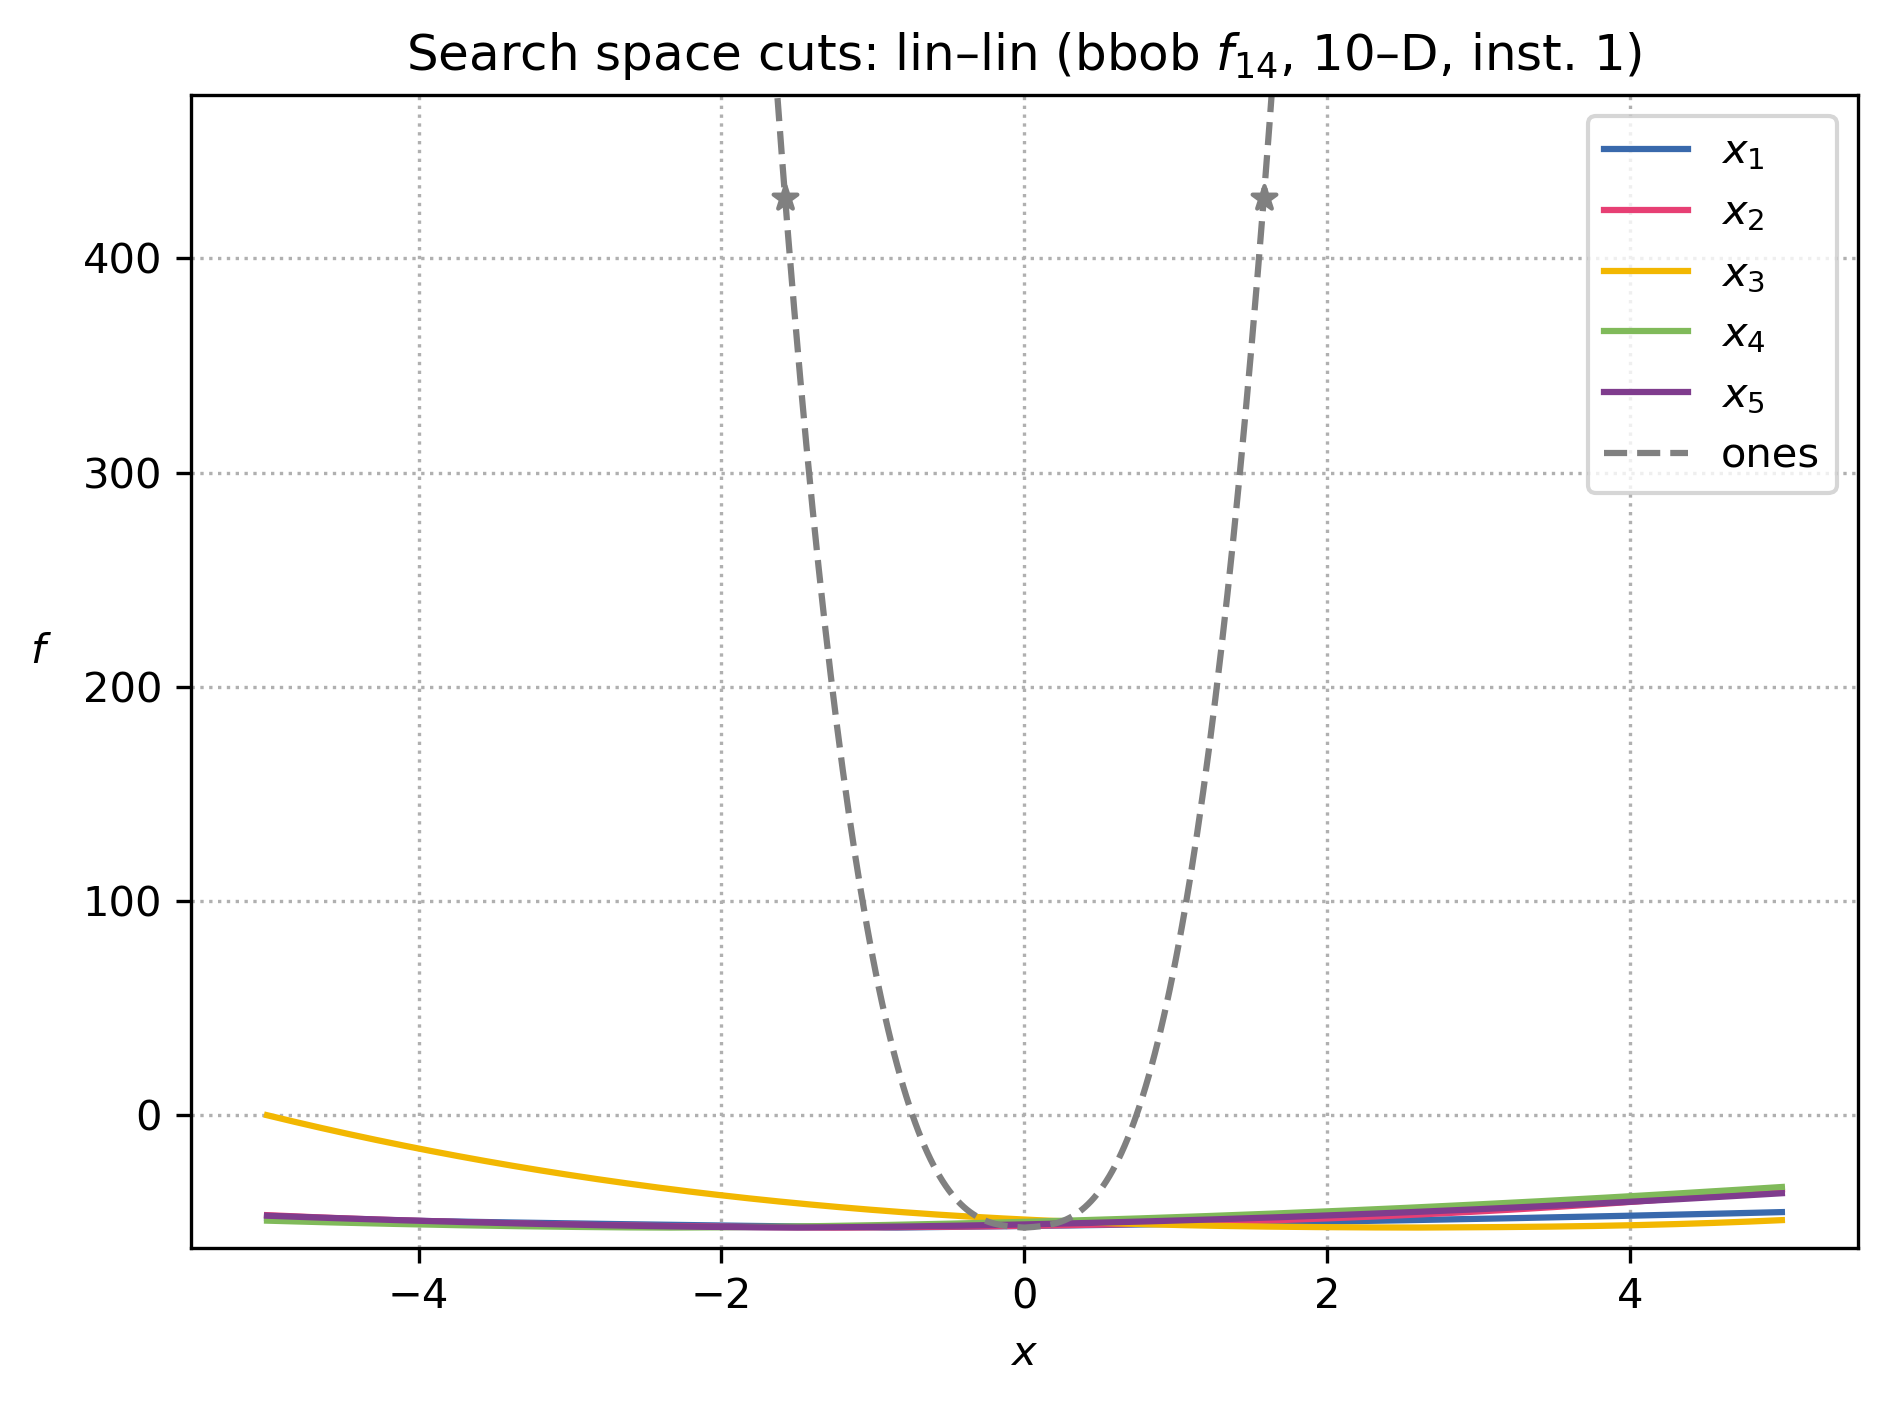 Search space cuts: lin–lin (bbob f₁₄, 10–D, inst. 1)
x₁
x₂
x₃
x₄
x₅
ones
400
300
200
100
0
f
−4 −2 0 2 4
x